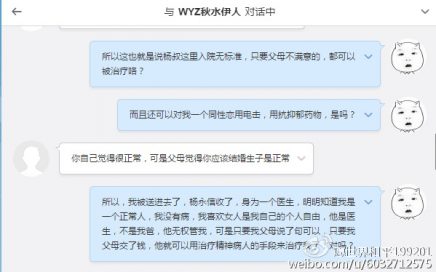 与 WYZ秋水伊人 对话中
所以这也就是说杨叔这里入院无标准，只要父母不满意的，都可以
被治疗咯？
而且还可以对我一个同性恋用电击，用抗抑郁药物，是吗？
你自己觉得很正常，可是父母觉得你应该结婚生子是正常
所以，我被送进去了，杨永信收了，身为一个医生，明明知道我是
一个正常人，我没有病，我喜欢女人是我自己的个人自由，他是医
生，不是我爸，他无权管我，可是只要我父母说了句可以，只要我
父母交了钱，他就可以用治疗精神病人的手段来治疗
对吗？
世界和平199201
weibo.com/u/6032712575